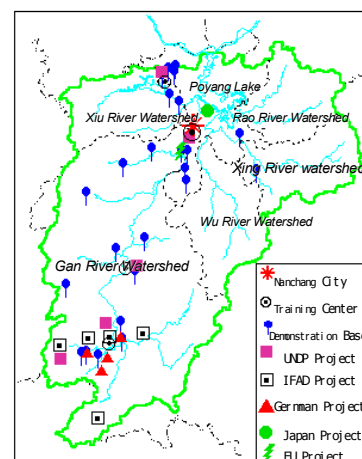 Poyang Lake
Xiu River Watershed
Rao River Watershed
Xing River watershed
Wu River Watershed
Gan River Watershed
Nanchang City
Training Center
Demonstration Base
UNDP Project
IFAD Project
Gernman Project
Japan Project
EU Project